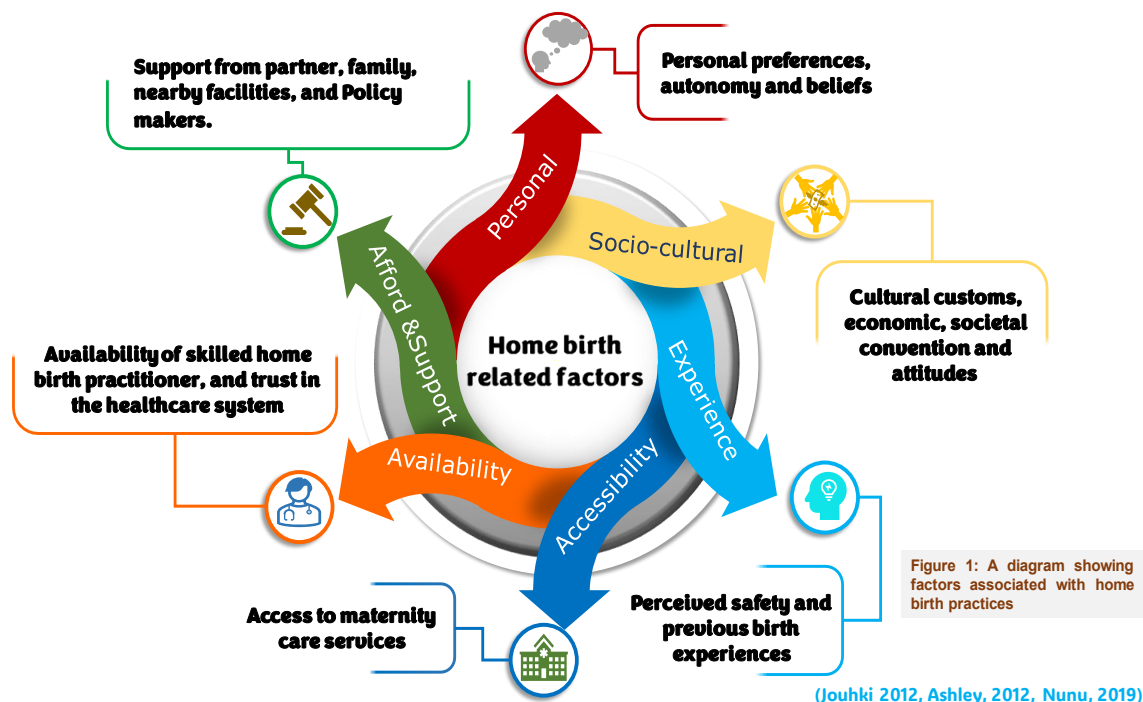 Support from partner, family,
nearby facilities, and Policy
makers.
Personal preferences,
autonomy and beliefs
Personal
Socio-cultural
Afford &Support
Cultural customs,
economic, societal
convention and
attitudes
Availability of skilled home
birth practitioner, and trust in
the healthcare system
Home birth
related factors
Experience
Availability
Accessibility
Figure 1: A diagram showing
factors associated with home
birth practices
Access to maternity
care services
Perceived safety and
previous birth
experiences
(Jouhki 2012, Ashley, 2012, Nunu, 2019)